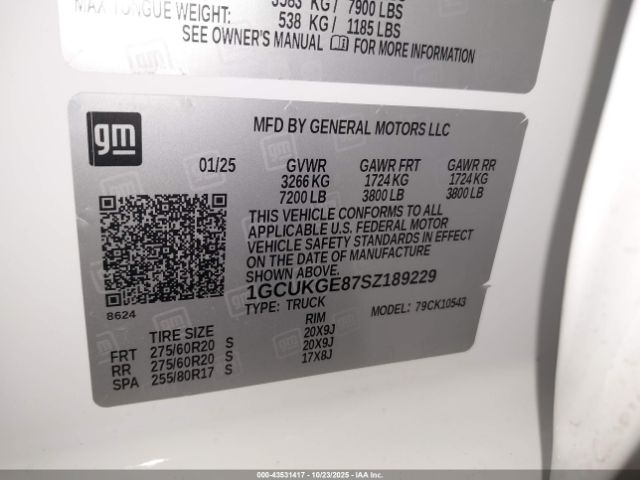 3583 KG / 7900 LBS
MAX TONGUE WEIGHT: 538 KG / 1185 LBS
SEE OWNER'S MANUAL FOR MORE INFORMATION
gm
MFD BY GENERAL MOTORS LLC
01/25 GVWR GAWR FRT GAWR RR
3266 KG 1724 KG 1724 KG
7200 LB 3800 LB 3800 LB
THIS VEHICLE CONFORMS TO ALL
APPLICABLE U.S. FEDERAL MOTOR
VEHICLE SAFETY STANDARDS IN EFFECT
ON THE DATE OF MANUFACTURE
SHOWN ABOVE.
8624
1GCUKGE87SZ189229
TYPE: TRUCK MODEL: 79CK10543
TIRE SIZE RIM
FRT 275/60R20 S 20X9J
RR 275/60R20 S 20X9J
SPA 255/80R17 S 17X8J
000-43531417 - 10/23/2025 - IAAI.COM